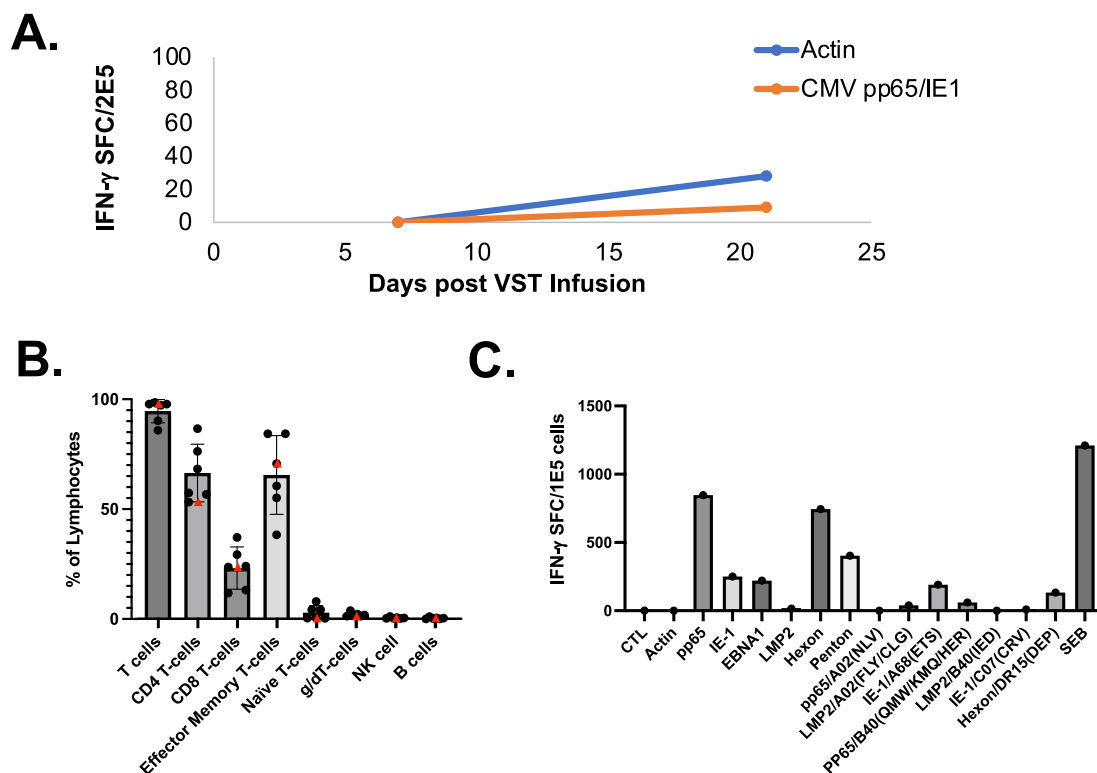 A.
IFN-γ SFC/2E5
100
80
60
40
20
0
0 5 10 15 20 25
Days post VST Infusion
Actin
CMV pp65/IE1
B.
% of Lymphocytes
100
50
0
T cells
CD4 T-cells
CD8 T-cells
Effector Memory T-cells
Naïve T-cells
g/dT-cells
NK cell
B cells
C.
IFN-γ SFC/1E5 cells
1500
1000
500
0
CTL
Actin
pp65
IE-1
EBNA1
LMP2
Hexon
Penton
pp65/A02(NLV)
LMP2/A02(FLY/CLG)
IE-1/A68(ETS)
PP65/B40(QMW/KMQ/HER)
LMP2/B40(IED)
IE-1/C07(CRV)
Hexon/DR15(DEP)
SEB